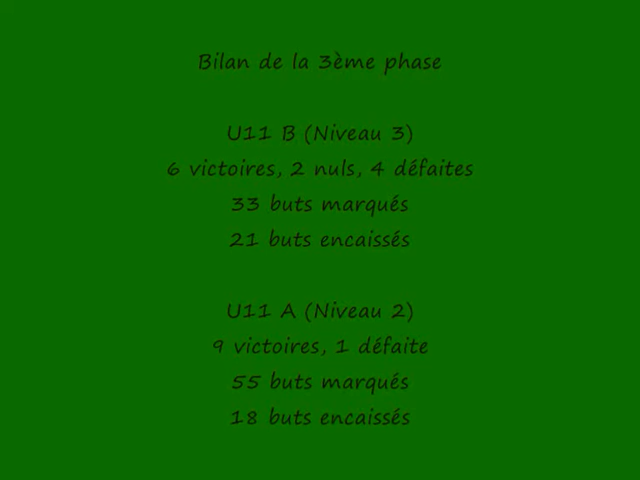 Bilan de la 3ème phase
U11 B (Niveau 3)
6 victoires, 2 nuls, 4 défaites
33 buts marqués
21 buts encaissés
U11 A (Niveau 2)
9 victoires, 1 défaite
55 buts marqués
18 buts encaissés